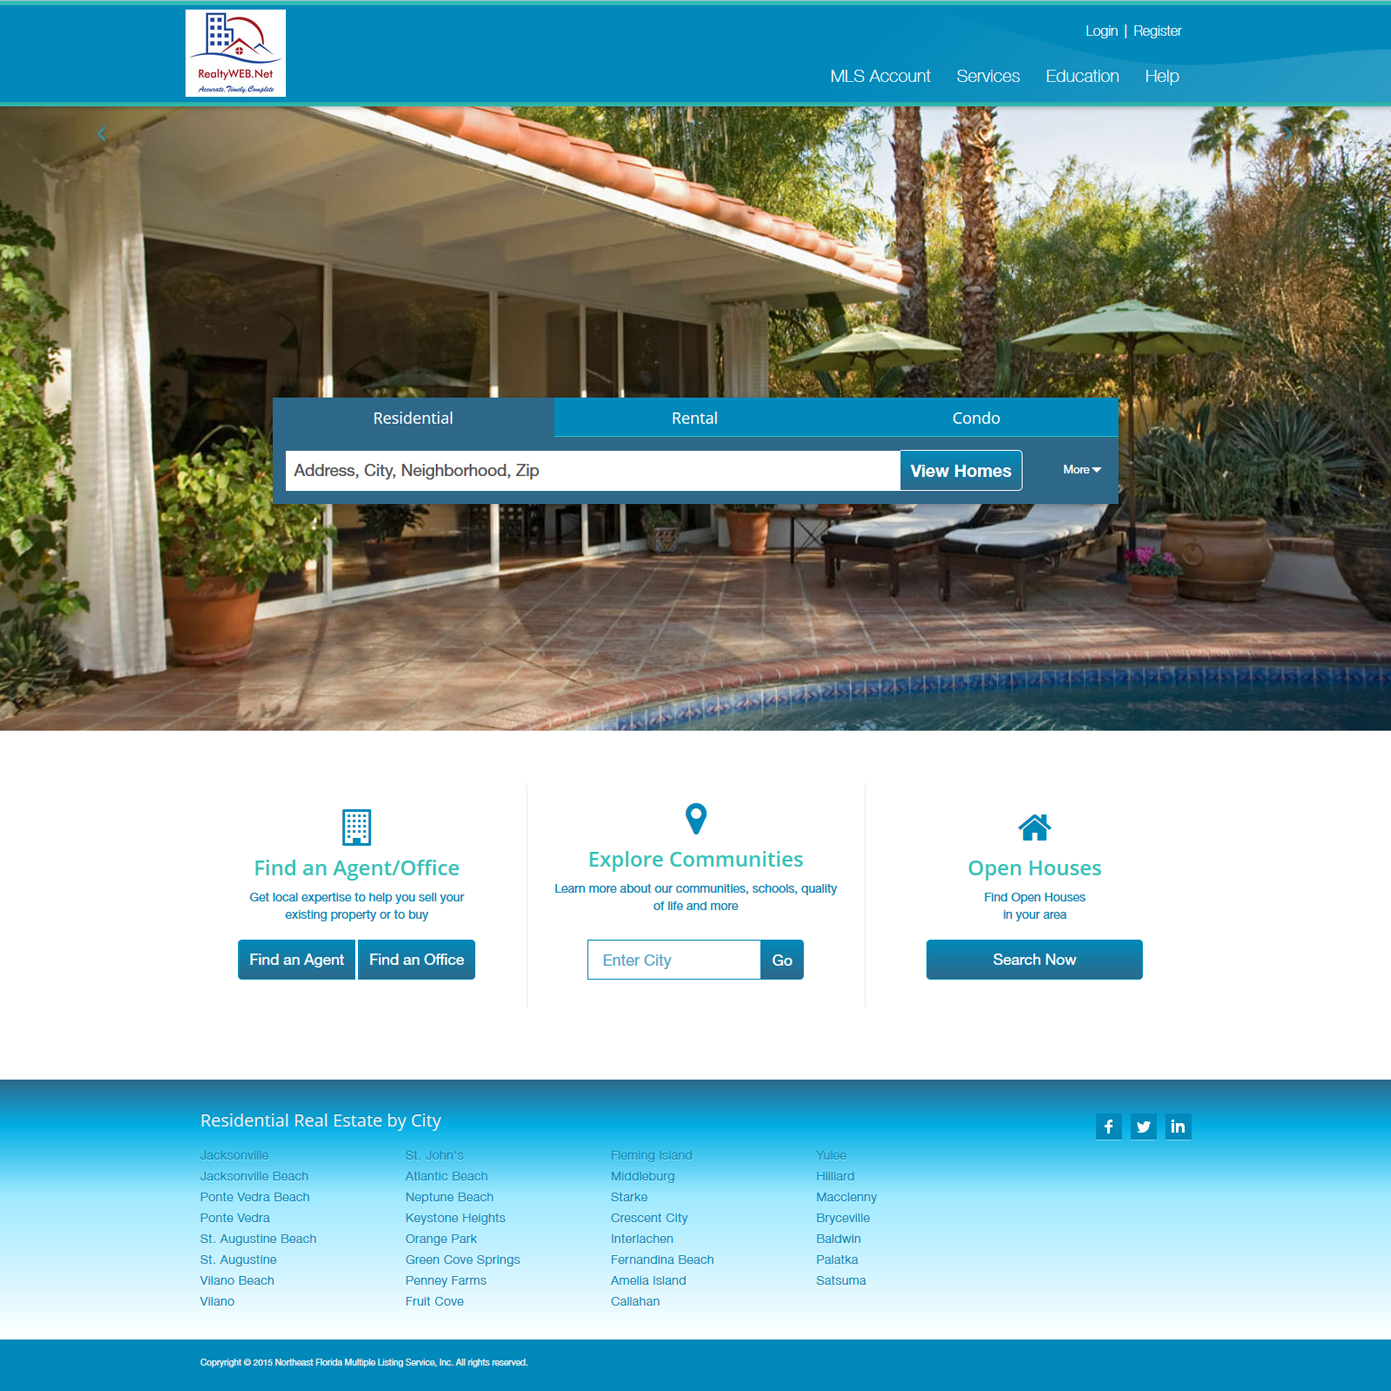 RealtyWEB.Net
Accurate, Timely, Complete
Login | Register
MLS Account Services Education Help
Residential Rental Condo
Address, City, Neighborhood, Zip View Homes More
Find an Agent/Office
Get local expertise to help you sell your
existing property or to buy
Find an Agent Find an Office
Explore Communities
Learn more about our communities, schools, quality
of life and more
Enter City Go
Open Houses
Find Open Houses
in your area
Search Now
Residential Real Estate by City
Jacksonville St. John's Fleming Island Yulee
Jacksonville Beach Atlantic Beach Middleburg Hilliard
Ponte Vedra Beach Neptune Beach Starke Macclenny
Ponte Vedra Keystone Heights Crescent City Bryceville
St. Augustine Beach Orange Park Interlachen Baldwin
St. Augustine Green Cove Springs Fernandina Beach Palatka
Vilano Beach Penney Farms Amelia Island Satsuma
Vilano Fruit Cove Callahan
Copryright © 2015 Northeast Florida Multiple Listing Service, Inc. All rights reserved.